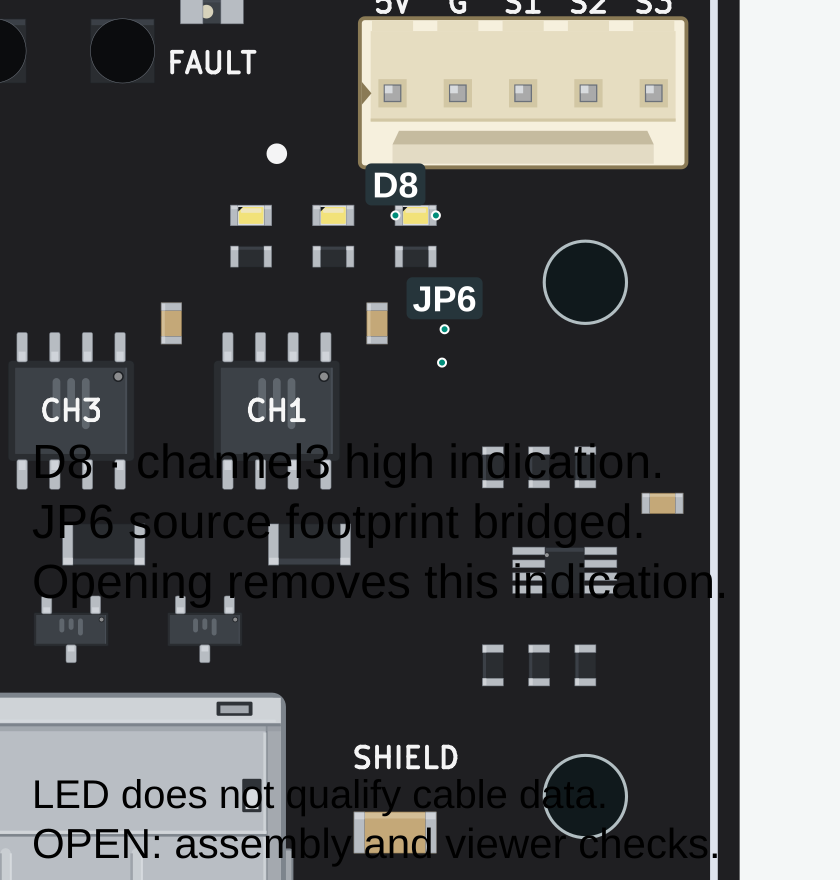 5V G S1 S2 S3
FAULT
D8
JP6
CH3 CH1
D8 · channel3 high indication.
JP6 source footprint bridged.
Opening removes this indication.
SHIELD
LED does not qualify cable data.
OPEN: assembly and viewer checks.